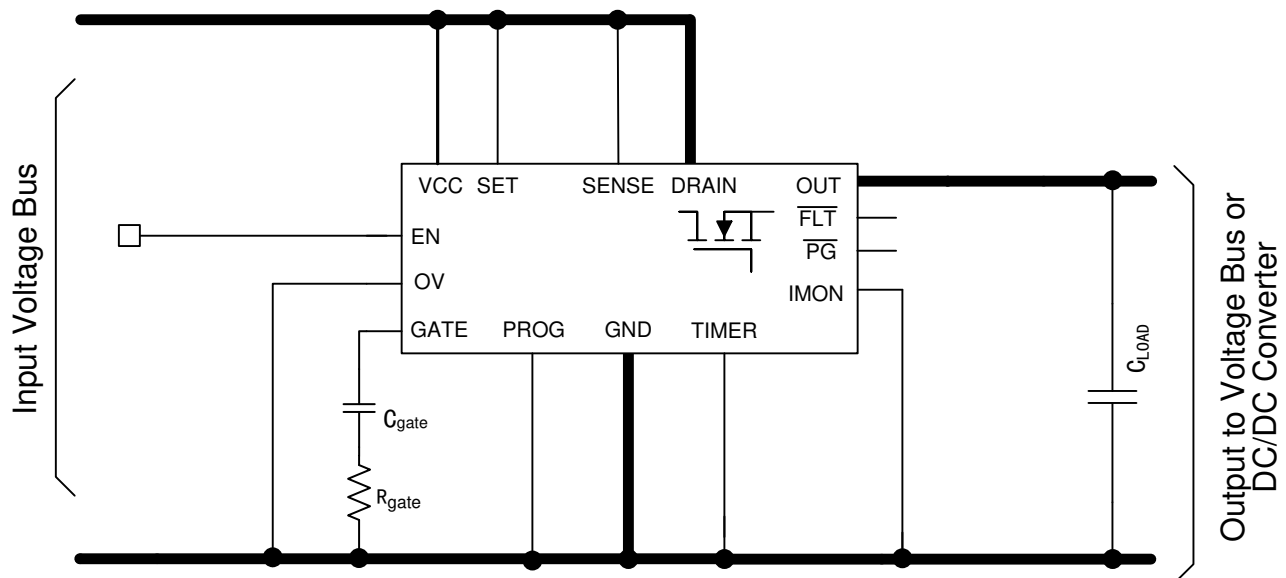 Input Voltage Bus
VCC SET SENSE DRAIN OUT
FLT
EN
PG
OV
IMON
GATE PROG GND TIMER
CLOAD
Cgate
Rgate
Output to Voltage Bus or
DC/DC Converter